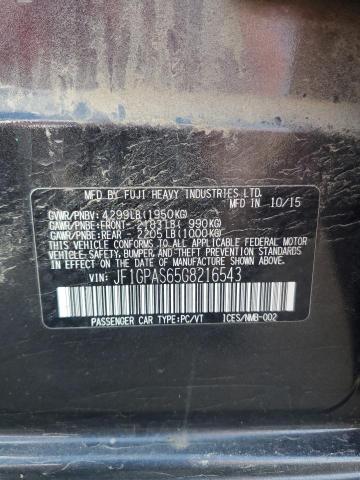 MFD BY FUJI HEAVY INDUSTRIES LTD.
MFD IN 10/15
GVWR/PNBV: 4299LB(1950KG)
GAWR/PNBE:FRONT- 2183LB( 990KG)
GAWR/PNBE:REAR - 2205LB(1000KG)
THIS VEHICLE CONFORMS TO ALL APPLICABLE FEDERAL
MOTOR VEHICLE SAFETY, BUMPER, AND THEFT
PREVENTION STANDARDS IN EFFECT ON THE DATE OF
MANUFACTURE SHOWN ABOVE.
VIN: JF1GPAS65G8216543
PASSENGER CAR TYPE:PC/VT ICES/NMB-002